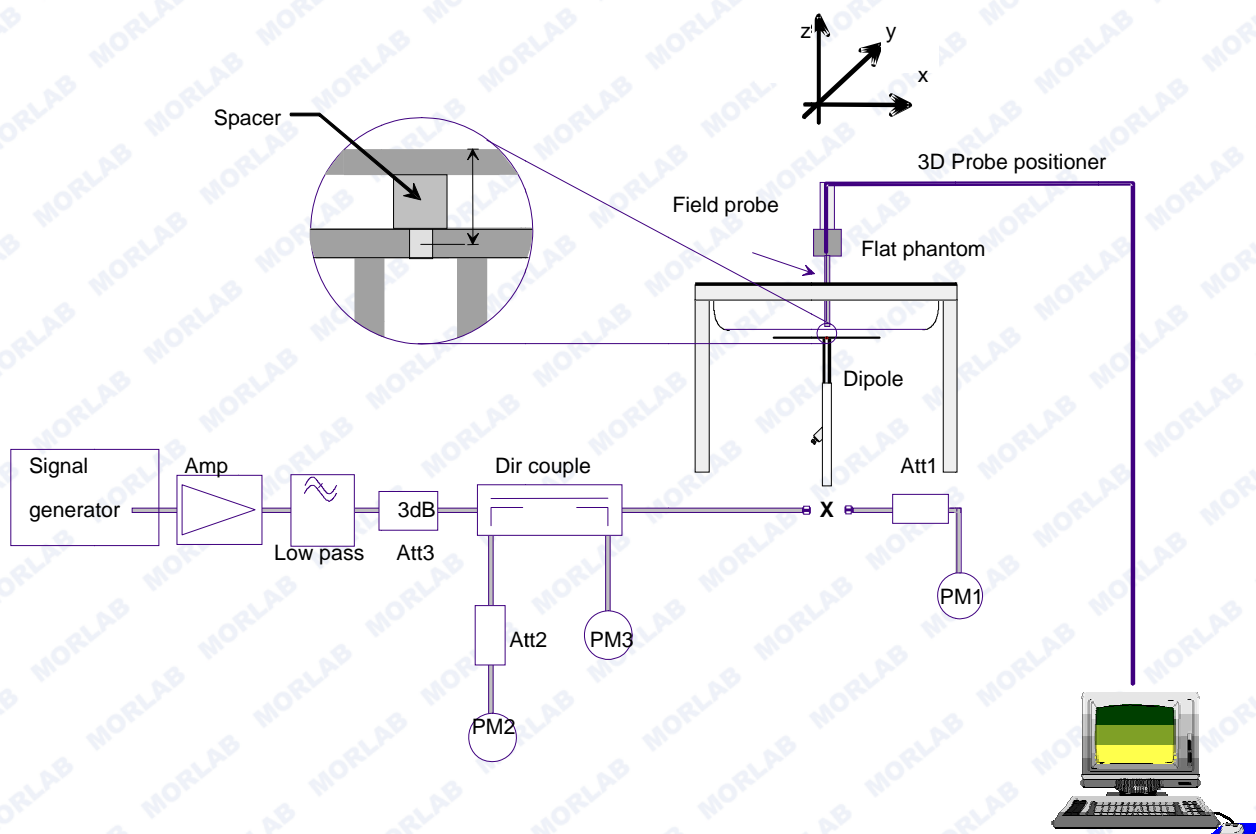 z
y
x
Spacer
3D Probe positioner
Field probe
Flat phantom
Dipole
Signal
generator
Amp
Low pass
3dB
Att3
Dir couple
X
Att1
PM1
Att2
PM3
PM2
MORLAB